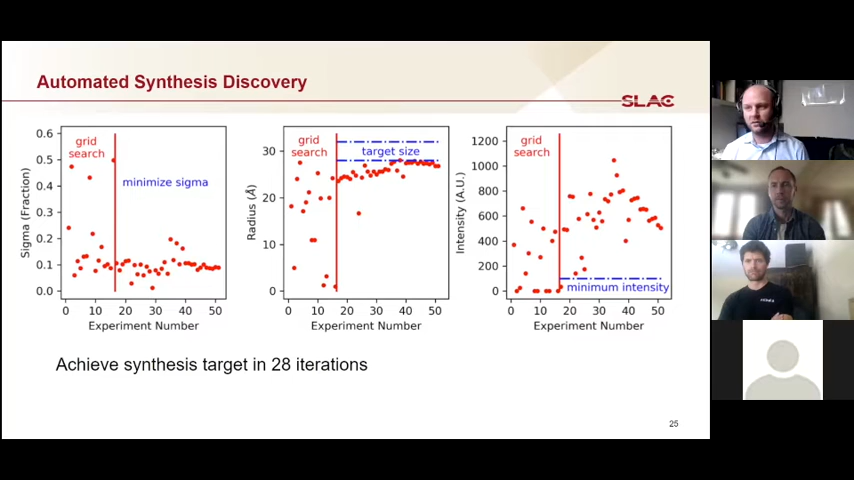 Automated Synthesis Discovery
SLAC
0.6
0.5
0.4
0.3
0.2
0.1
0.0
Sigma (Fraction)
grid
search
minimize sigma
0
10
20
30
40
50
Experiment Number
30
20
10
0
Radius (Å)
grid
search
target size
0
10
20
30
40
50
Experiment Number
1200
1000
800
600
400
200
0
Intensity (A.U.)
grid
search
minimum intensity
0
10
20
30
40
50
Experiment Number
Achieve synthesis target in 28 iterations
25